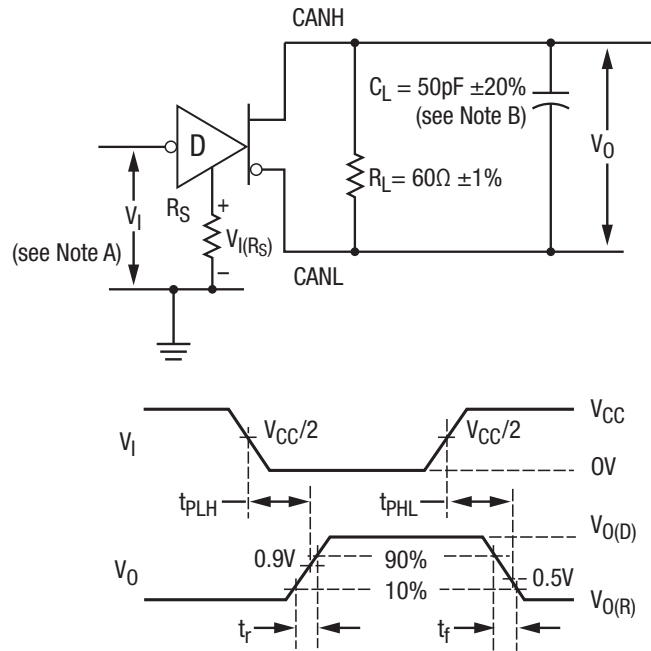 CANH
C_L = 50pF ±20%
(see Note B)
V_O
D
R_L = 60Ω ±1%
R_S
+
V_I
V_I(R_S)
(see Note A)
–
CANL
V_CC
V_I
V_CC/2
V_CC/2
0V
t_PLH
t_PHL
V_O(D)
0.9V
90%
V_O
10%
0.5V
V_O(R)
t_r
t_f